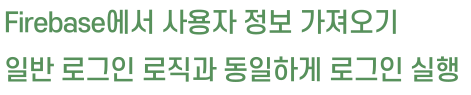 Firebase에서 사용자 정보 가져오기
일반 로그인 로직과 동일하게 로그인 실행